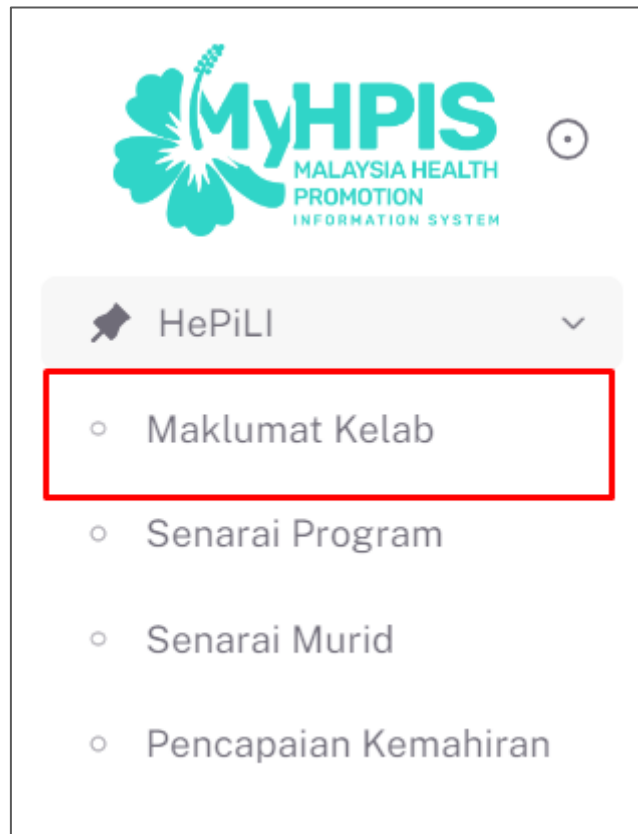 MyHPIS
MALAYSIA HEALTH
PROMOTION
INFORMATION SYSTEM
HePiLI
Maklumat Kelab
Senarai Program
Senarai Murid
Pencapaian Kemahiran